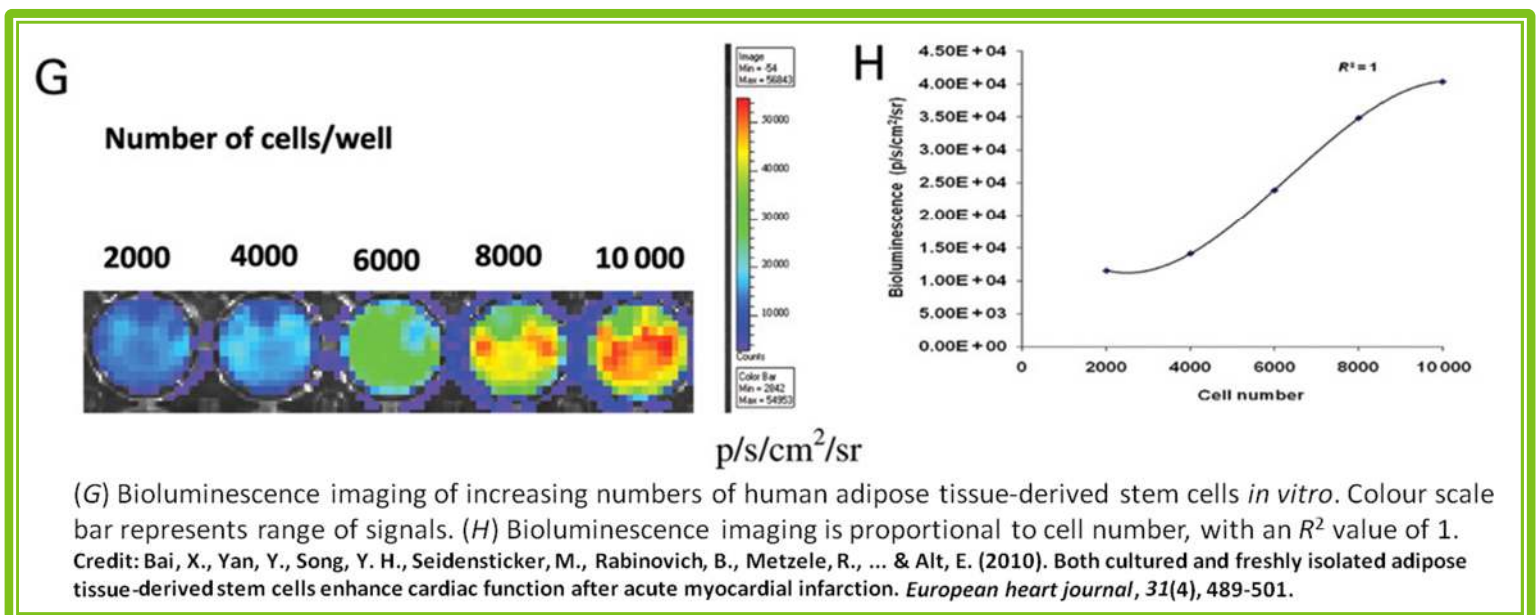 G
Number of cells/well
2000 4000 6000 8000 10 000
Image
Min = -54
Max = 56843
50000
40000
30000
20000
10000
Counts
Color Bar
Min = 2842
Max = 54953
p/s/cm²/sr
H
R² = 1
Bioluminescence (p/s/cm²/sr)
4.50E + 04
4.00E + 04
3.50E + 04
3.00E + 04
2.50E + 04
2.00E + 04
1.50E + 04
1.00E + 04
5.00E + 03
0.00E + 00
0 2000 4000 6000 8000 10 000
Cell number
(G) Bioluminescence imaging of increasing numbers of human adipose tissue-derived stem cells in vitro. Colour scale
bar represents range of signals. (H) Bioluminescence imaging is proportional to cell number, with an R² value of 1.
Credit: Bai, X., Yan, Y., Song, Y. H., Seidensticker, M., Rabinovich, B., Metzele, R., ... & Alt, E. (2010). Both cultured and freshly isolated adipose
tissue-derived stem cells enhance cardiac function after acute myocardial infarction. European heart journal, 31(4), 489-501.